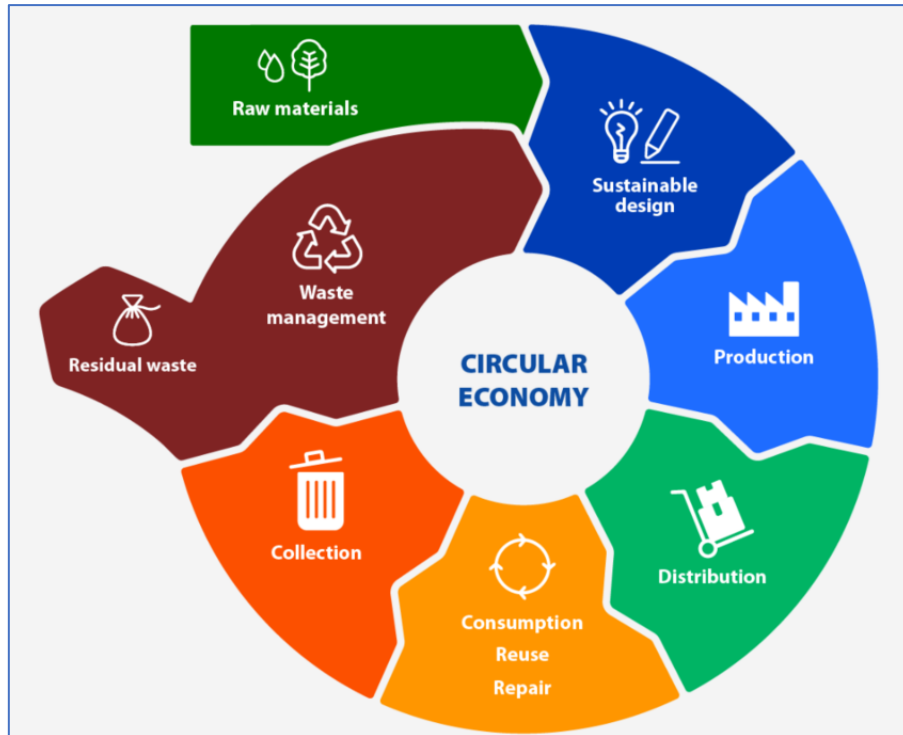 Raw materials
Sustainable
design
Production
Distribution
Consumption
Reuse
Repair
Collection
Waste
management
Residual waste
CIRCULAR
ECONOMY